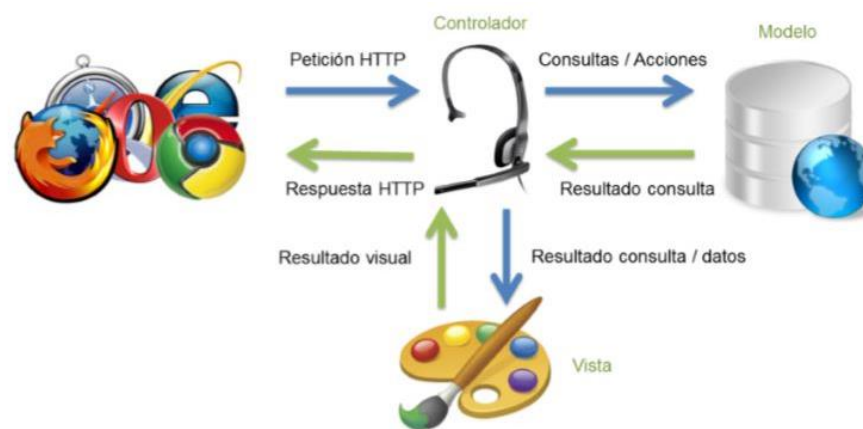 Controlador
Modelo
Petición HTTP
Consultas / Acciones
Respuesta HTTP
Resultado consulta
Resultado visual
Resultado consulta / datos
Vista